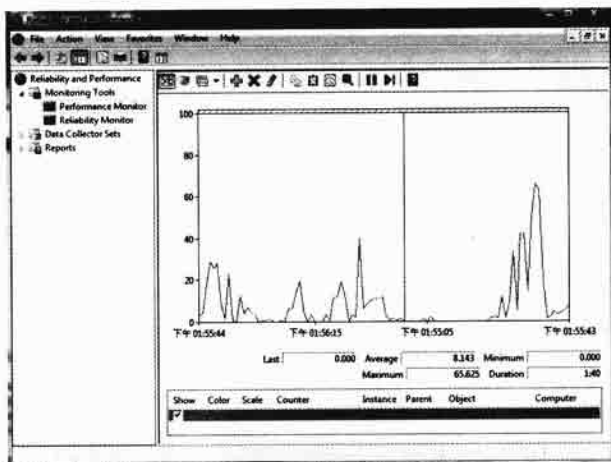 File Action View Favorites Window Help
Reliability and Performance
Monitoring Tools
Performance Monitor
Reliability Monitor
Data Collector Sets
Reports
100
80
60
40
20
0
下午 01:55:44 下午 01:56:15 下午 01:55:05 下午 01:55:43
Last 0.000 Average 8.143 Minimum 0.000
Maximum 65.625 Duration 1:40
Show Color Scale Counter Instance Parent Object Computer